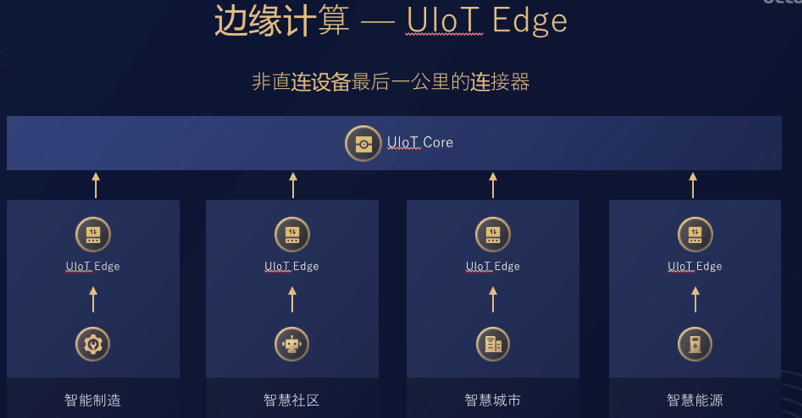 边缘计算 — UIoT Edge
非直连设备最后一公里的连接器
UIoT Core
UIoT Edge
UIoT Edge
UIoT Edge
UIoT Edge
智能制造
智慧社区
智慧城市
智慧能源